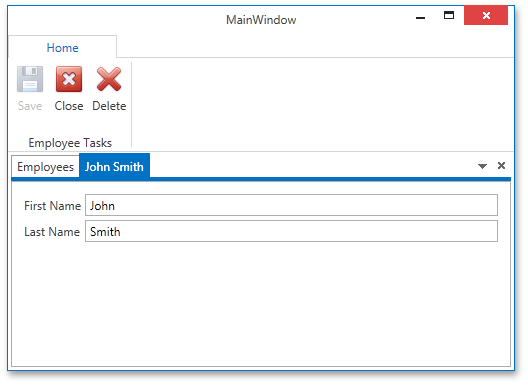 MainWindow
Home
Save Close Delete
Employee Tasks
Employees John Smith
First Name John
Last Name Smith